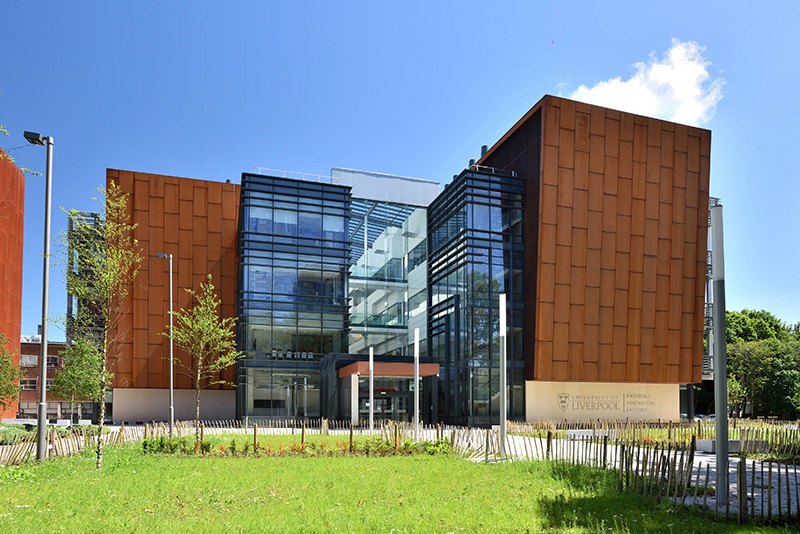 UNIVERSITY OF
LIVERPOOL
MATERIALS
INNOVATION
FACTORY